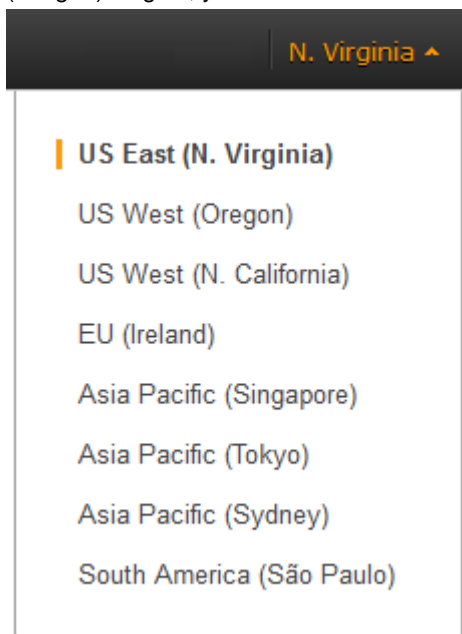 N. Virginia
US East (N. Virginia)
US West (Oregon)
US West (N. California)
EU (Ireland)
Asia Pacific (Singapore)
Asia Pacific (Tokyo)
Asia Pacific (Sydney)
South America (São Paulo)